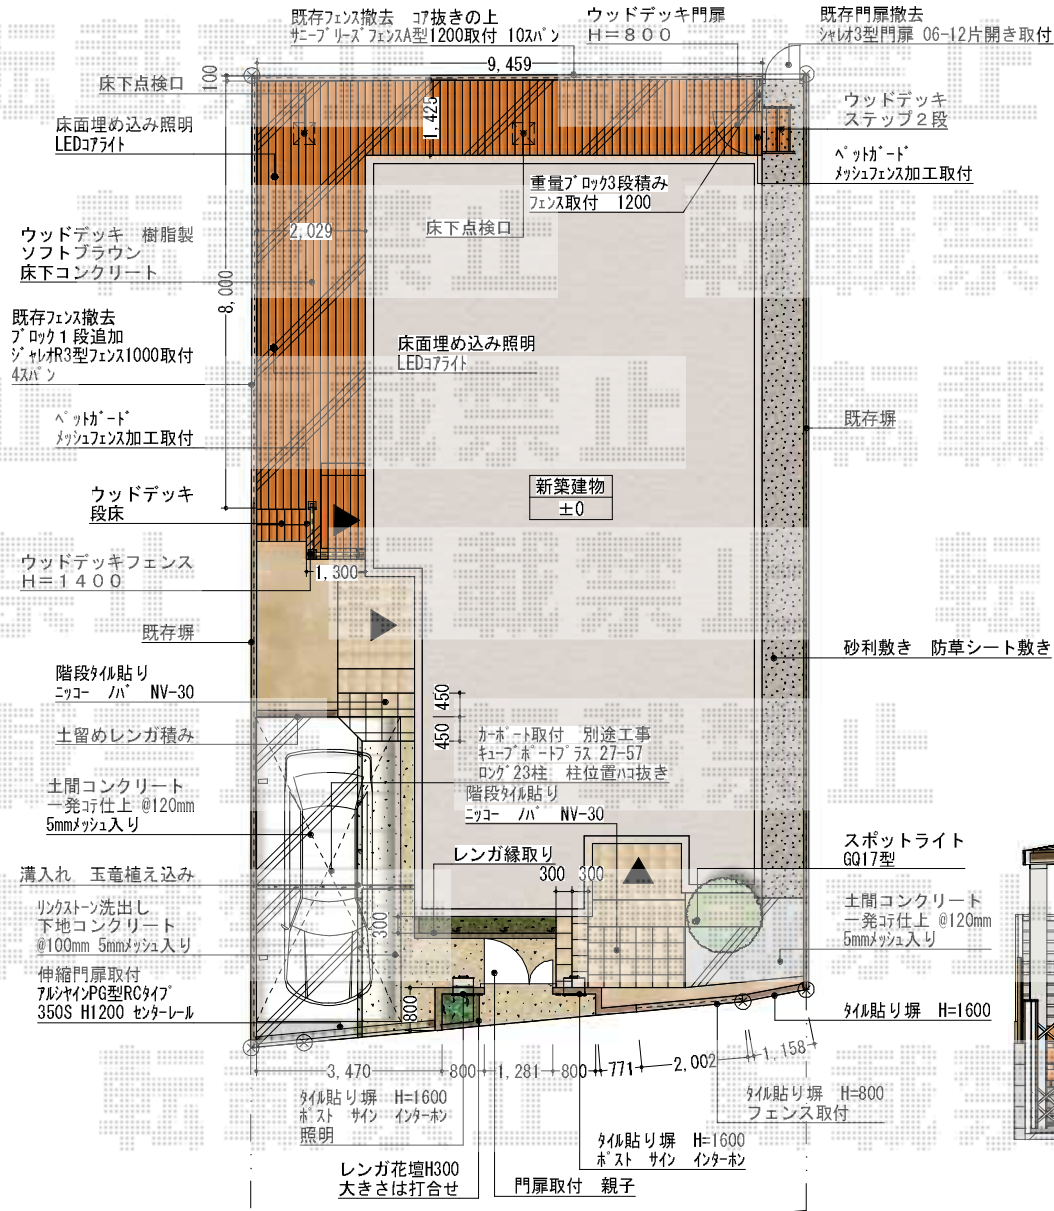 既存フェンス撤去 コア抜きの上
サニーブリーズフェンスA型1200取付 10スパン
ウッドデッキ門扉
H=800
既存門扉撤去
シャレオ3型門扉 06-12片開き取付
9,459
100
床下点検口
1,425
床面埋め込み照明
LEDコアライト
ウッドデッキ
ステップ2段
ペットガード
メッシュフェンス加工取付
重量ブロック3段積み
フェンス取付 1200
床下点検口
2,029
ウッドデッキ 樹脂製
ソフトブラウン
床下コンクリート
8,000
既存フェンス撤去
ブロック1段追加
シャレオR3型フェンス1000取付
4スパン
床面埋め込み照明
LEDコアライト
ペットガード
メッシュフェンス加工取付
既存塀
ウッドデッキ
段床
新築建物
±0
ウッドデッキフェンス
H=1400
1,300
既存塀
砂利敷き 防草シート敷き
階段タイル貼り
ニッコー ノバ NV-30
450
450
土留めレンガ積み
カーポート取付 別途工事
キューブポートプラス 27-57
ロング23柱 柱位置ハコ抜き
土間コンクリート
一発コテ仕上 @120mm
5mmメッシュ入り
階段タイル貼り
ニッコー ノバ NV-30
レンガ縁取り
スポットライト
GQ17型
溝入れ 玉竜植え込み
300
300
300
リンクストーン洗出し
下地コンクリート
@100mm 5mmメッシュ入り
土間コンクリート
一発コテ仕上 @120mm
5mmメッシュ入り
伸縮門扉取付
アルシャインPG型RCタイプ
350S H1200 センターレール
800
タイル貼り塀 H=1600
3,470
800
1,281
800
771
2,002
1,158
タイル貼り塀 H=1600
ポスト サイン インターホン
照明
タイル貼り塀 H=800
フェンス取付
タイル貼り塀 H=1600
ポスト サイン インターホン
レンガ花壇H300
大きさは打合せ
門扉取付 親子
転載禁止